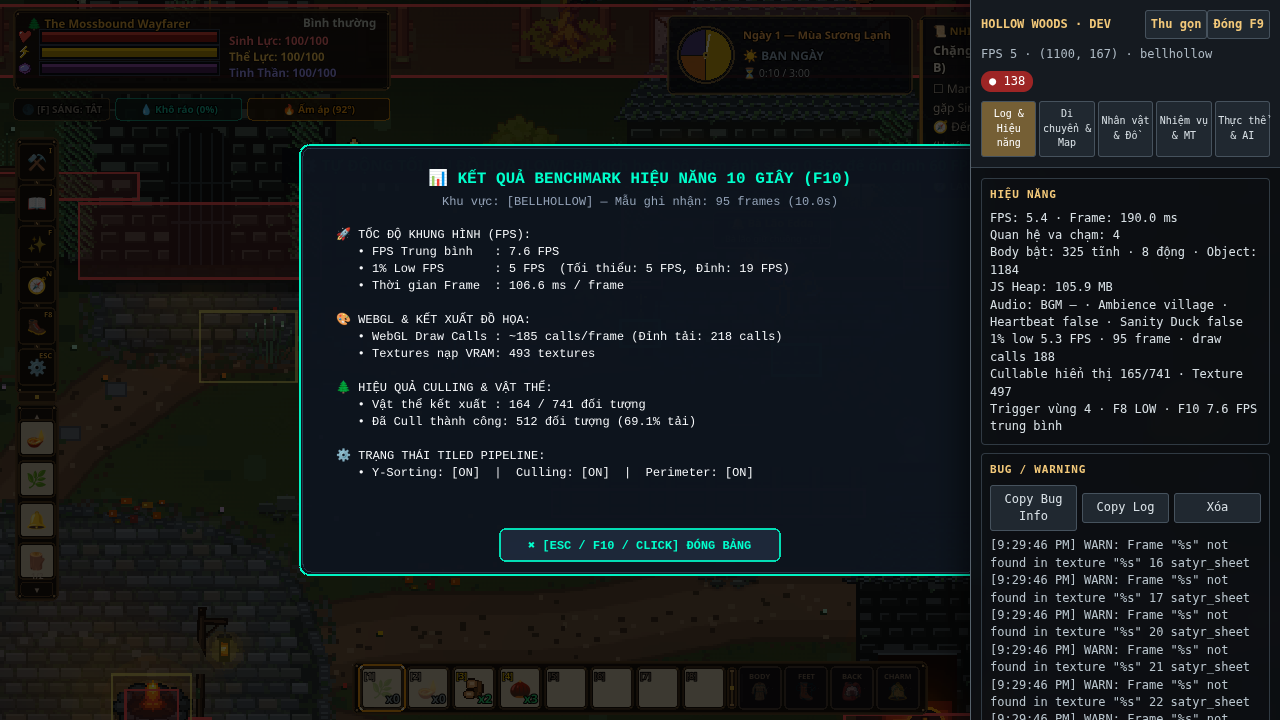 The Mossbound Wayfarer
Bình thường
Sinh Lực: 100/100
Thể Lực: 100/100
Tinh Thần: 100/100
[F] SÁNG: TẮT
Khô ráo (0%)
Ấm áp (92°)
Ngày 1 — Mùa Sương Lạnh
BAN NGÀY
0:10 / 3:00
B)
HOLLOW WOODS · DEV
Thu gọn
Đóng F9
FPS 5 · (1100, 167) · bellhollow
138
Log & Hiệu năng
Di chuyển & Map
Nhân vật & Đồ
Nhiệm vụ & MT
Thực thể & AI
HIỆU NĂNG
FPS: 5.4 · Frame: 190.0 ms
Quan hệ va chạm: 4
Body bật: 325 tĩnh · 8 động · Object:
1184
JS Heap: 105.9 MB
Audio: BGM — · Ambience village ·
Heartbeat false · Sanity Duck false
1% low 5.3 FPS · 95 frame · draw
calls 188
Cullable hiển thị 165/741 · Texture
497
Trigger vùng 4 · F8 LOW · F10 7.6 FPS
trung bình
BUG / WARNING
Copy Bug Info
Copy Log
Xóa
[9:29:46 PM] WARN: Frame "%s" not
found in texture "%s" 16 satyr_sheet
[9:29:46 PM] WARN: Frame "%s" not
found in texture "%s" 17 satyr_sheet
[9:29:46 PM] WARN: Frame "%s" not
found in texture "%s" 20 satyr_sheet
[9:29:46 PM] WARN: Frame "%s" not
found in texture "%s" 21 satyr_sheet
[9:29:46 PM] WARN: Frame "%s" not
found in texture "%s" 22 satyr_sheet
[9:29:46 PM] WARN: Frame "%s" not
KẾT QUẢ BENCHMARK HIỆU NĂNG 10 GIÂY (F10)
Khu vực: [BELLHOLLOW] — Mẫu ghi nhận: 95 frames (10.0s)
TỐC ĐỘ KHUNG HÌNH (FPS):
• FPS Trung bình : 7.6 FPS
• 1% Low FPS : 5 FPS (Tối thiểu: 5 FPS, Đỉnh: 19 FPS)
• Thời gian Frame : 106.6 ms / frame
WEBGL & KẾT XUẤT ĐỒ HỌA:
• WebGL Draw Calls : ~185 calls/frame (Đỉnh tải: 218 calls)
• Textures nạp VRAM: 493 textures
HIỆU QUẢ CULLING & VẬT THỂ:
• Vật thể kết xuất : 164 / 741 đối tượng
• Đã Cull thành công: 512 đối tượng (69.1% tải)
TRẠNG THÁI TILED PIPELINE:
• Y-Sorting: [ON] | Culling: [ON] | Perimeter: [ON]
✖ [ESC / F10 / CLICK] ĐÓNG BẢNG
I
J
F
N
F8
ESC
x0
x0
x2
x3
BODY
FEET
BACK
CHARM